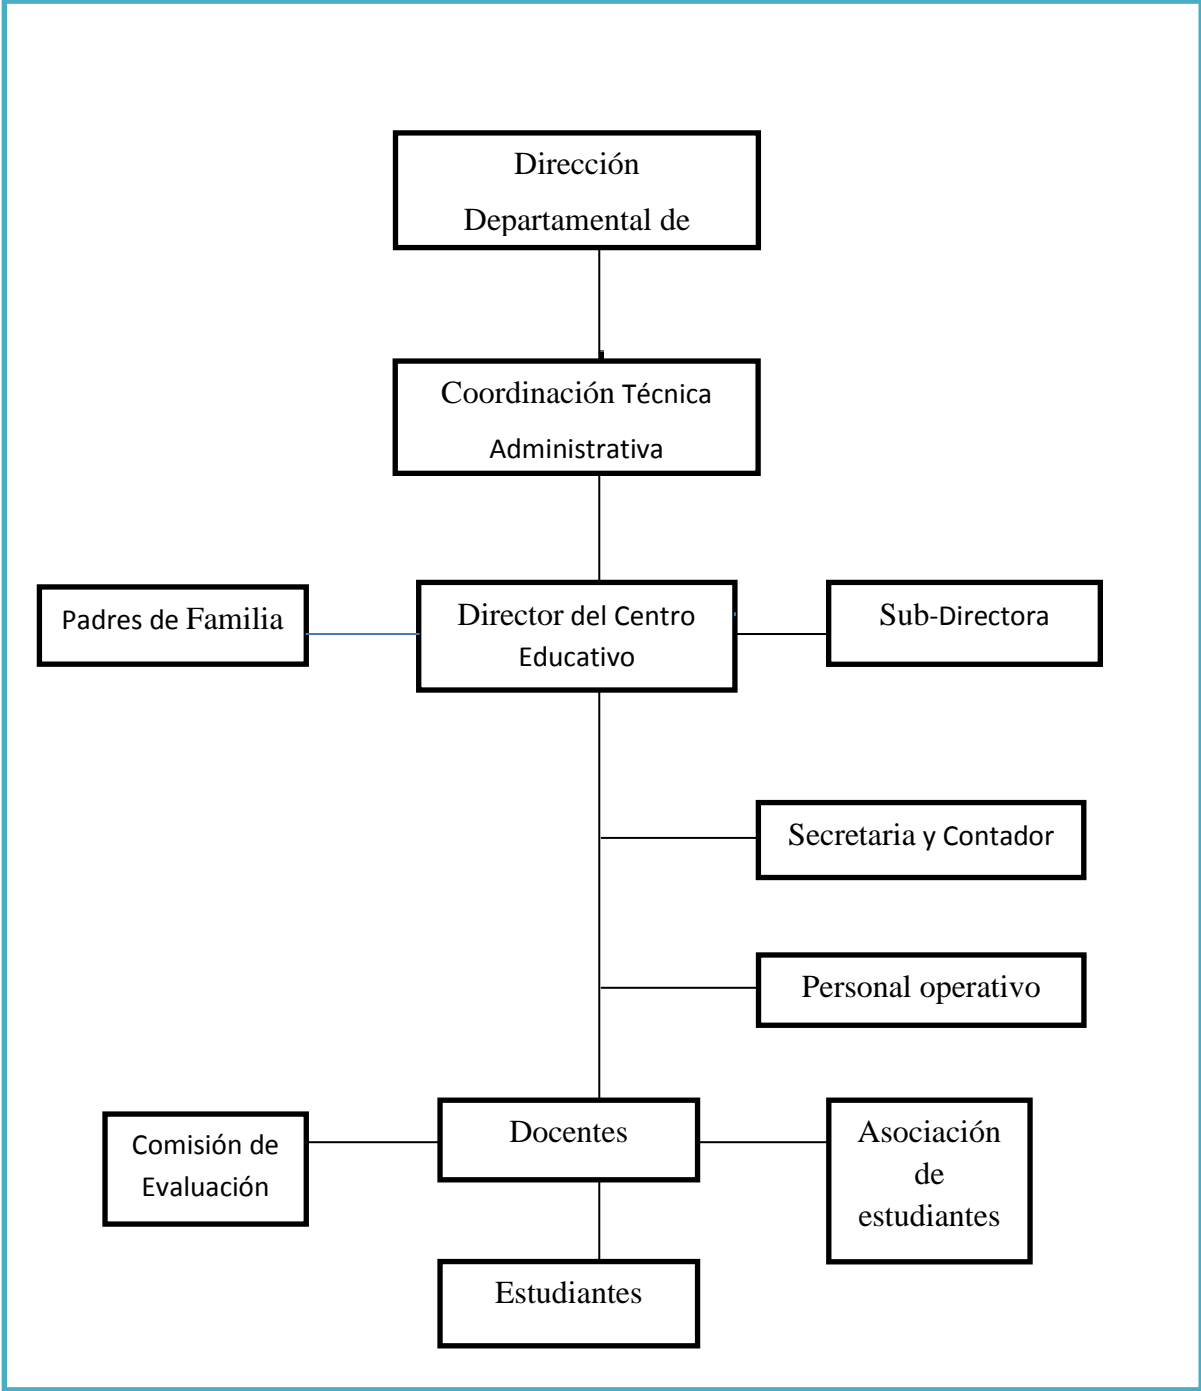 Dirección
Departamental de
Coordinación Técnica
Administrativa
Padres de Familia
Director del Centro
Educativo
Sub-Directora
Secretaria y Contador
Personal operativo
Comisión de
Evaluación
Docentes
Asociación
de
estudiantes
Estudiantes